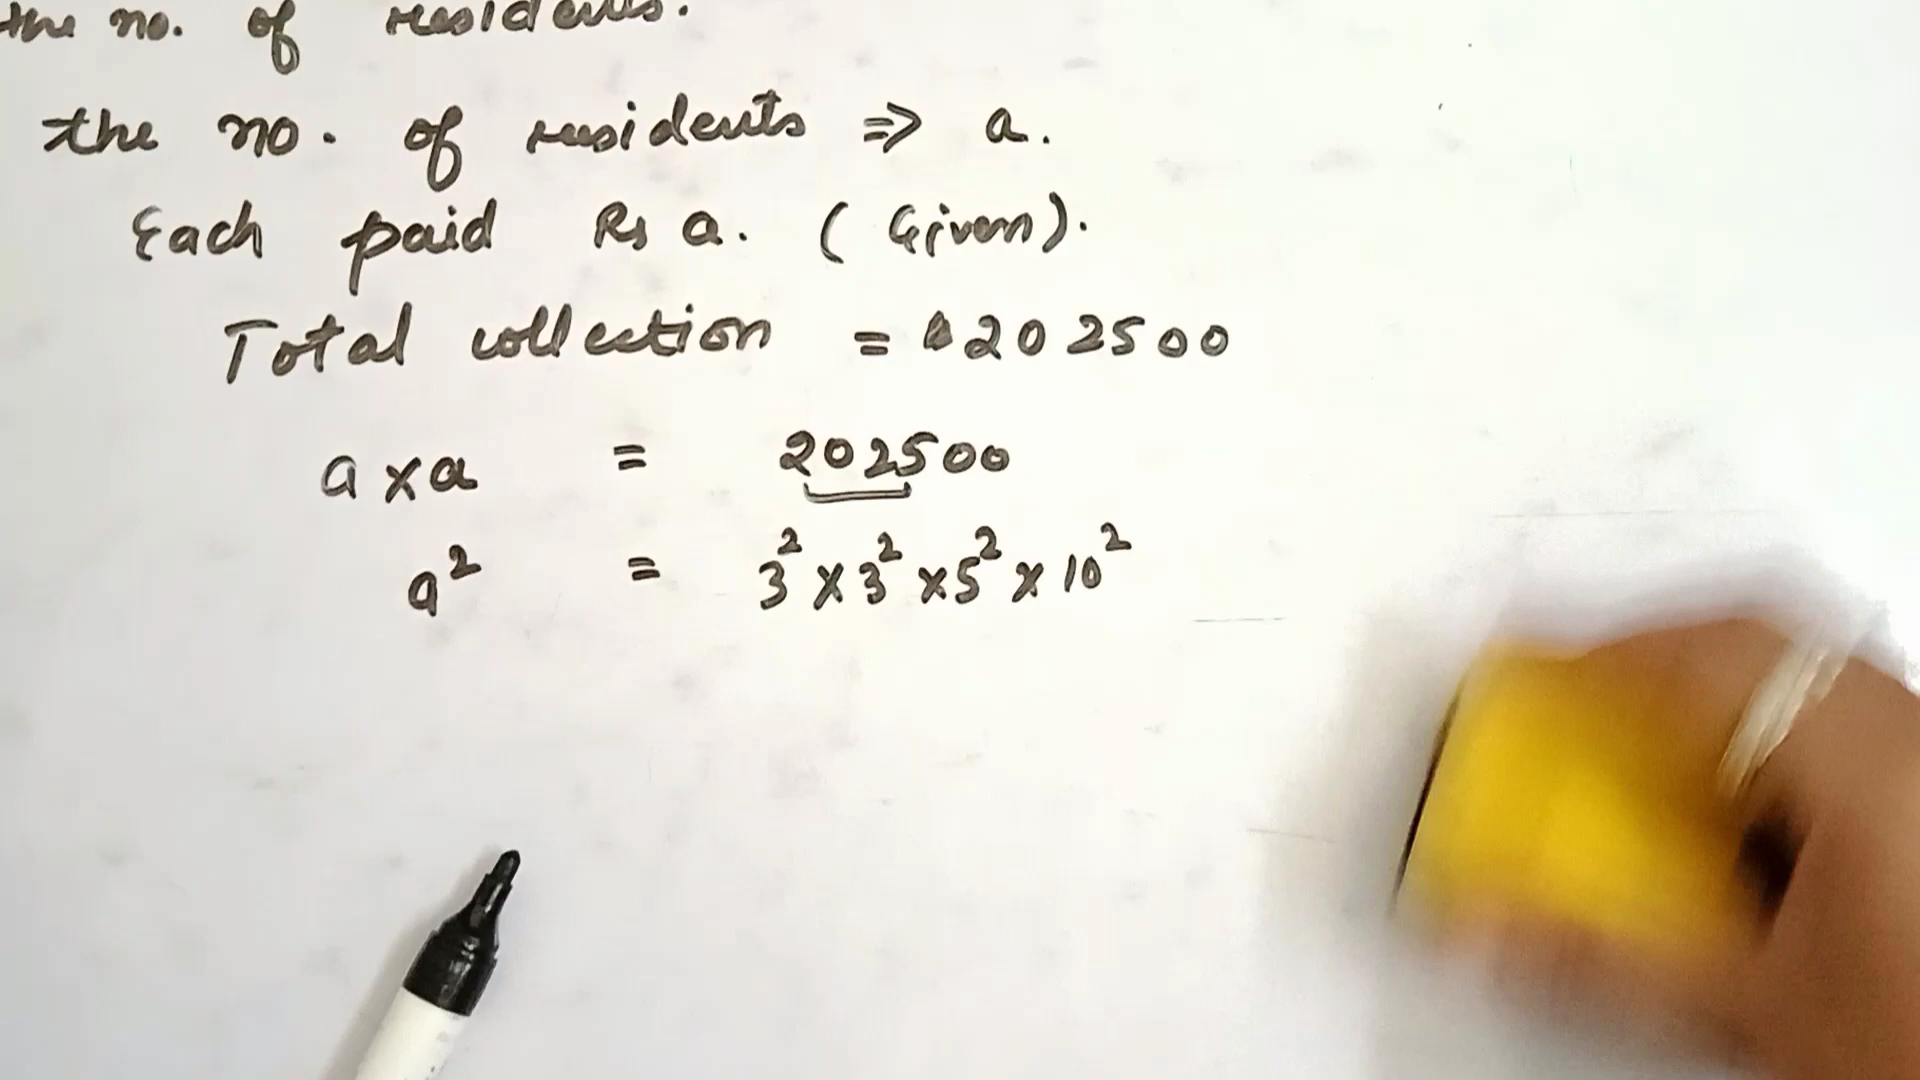 the no. of residents.
the no. of residents ⇒ a.
Each paid Rs a. (Given).
Total collection = 202500
a × a = 202500
a² = 3² × 3² × 5² × 10²